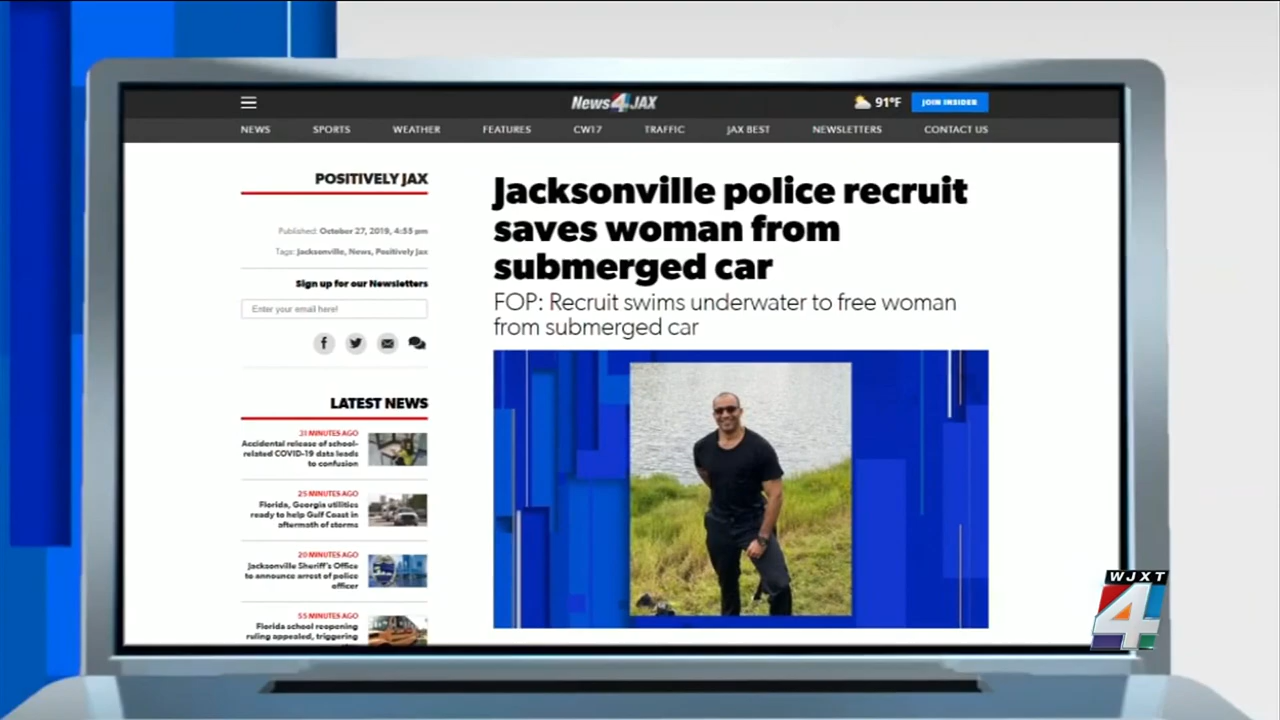 News4JAX
91°F
JOIN INSIDER
NEWS SPORTS WEATHER FEATURES CW17 TRAFFIC JAX BEST NEWSLETTERS CONTACT US
POSITIVELY JAX
Published: October 27, 2019, 4:55 pm
Tags: Jacksonville, News, Positively Jax
Sign up for our Newsletters
Enter your email here!
LATEST NEWS
31 MINUTES AGO
Accidental release of school-
related COVID-19 data leads
to confusion
25 MINUTES AGO
Florida, Georgia utilities
ready to help Gulf Coast in
aftermath of storms
20 MINUTES AGO
Jacksonville Sheriff's Office
to announce arrest of police
officer
55 MINUTES AGO
Florida school reopening
ruling appealed, triggering
Jacksonville police recruit
saves woman from
submerged car
FOP: Recruit swims underwater to free woman
from submerged car
WJXT
4